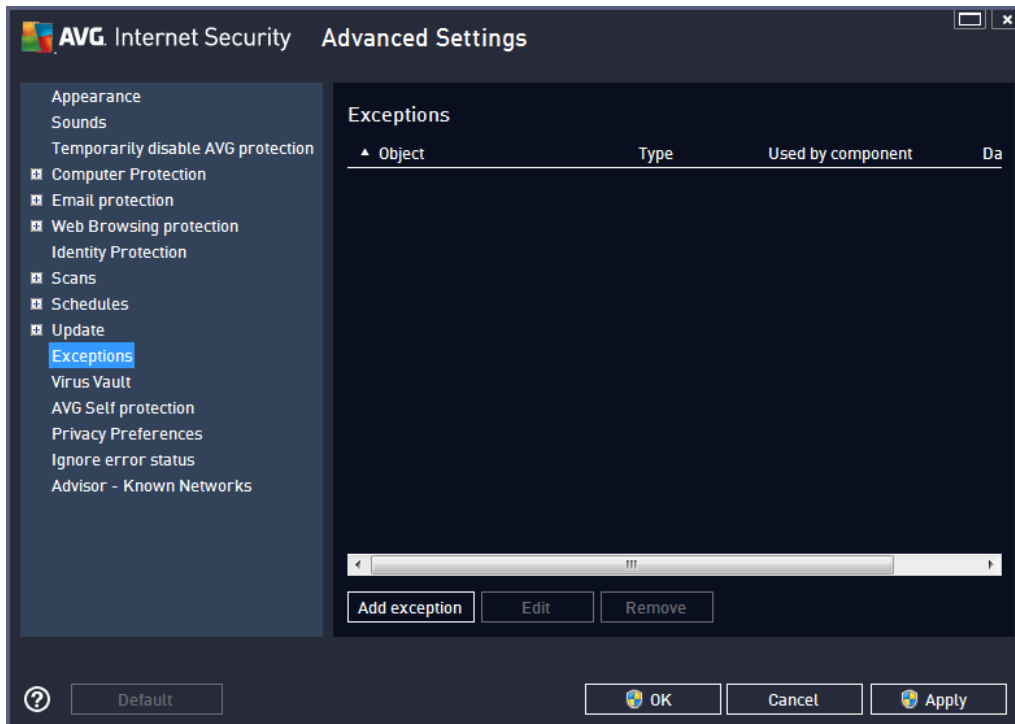 AVG. Internet Security Advanced Settings
Appearance
Sounds
Temporarily disable AVG protection
Computer Protection
Email protection
Web Browsing protection
Identity Protection
Scans
Schedules
Update
Exceptions
Virus Vault
AVG Self protection
Privacy Preferences
Ignore error status
Advisor - Known Networks
Exceptions
Object Type Used by component Da
Add exception Edit Remove
? Default OK Cancel Apply